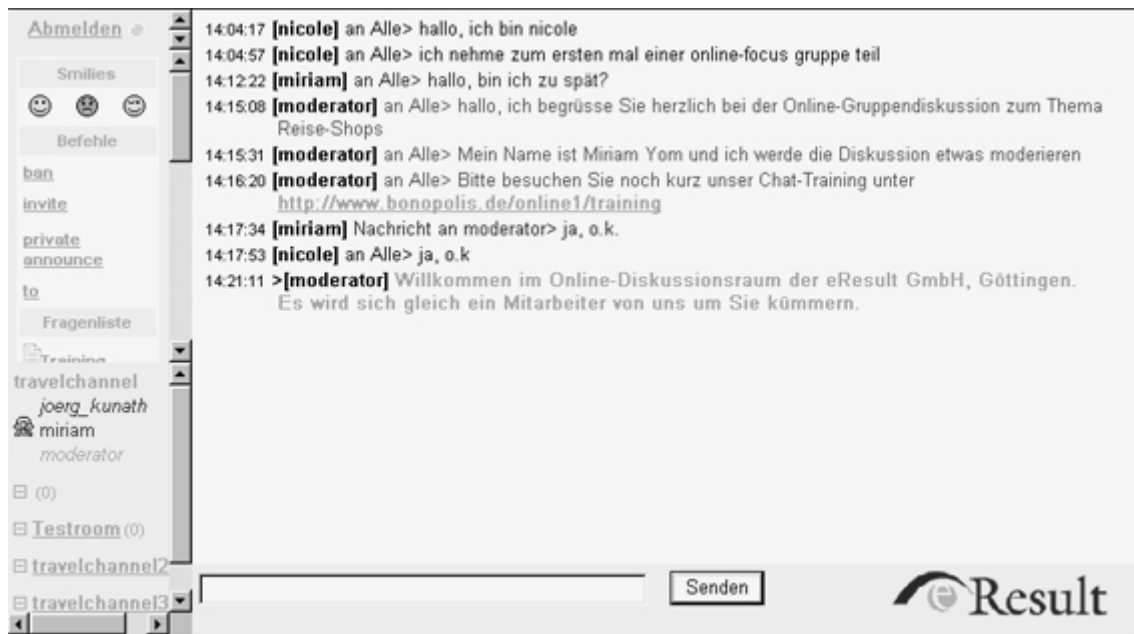 Abmelden
Smilies
Befehle
ban
invite
private
announce
to
Fragenliste
Training
travelchannel
joerg_kunath
miriam
moderator
(0)
Testroom (0)
travelchannel2
travelchannel3
14:04:17 [nicole] an Alle> hallo, ich bin nicole
14:04:57 [nicole] an Alle> ich nehme zum ersten mal einer online-focus gruppe teil
14:12:22 [miriam] an Alle> hallo, bin ich zu spät?
14:15:08 [moderator] an Alle> hallo, ich begrüsse Sie herzlich bei der Online-Gruppendiskussion zum Thema
Reise-Shops
14:15:31 [moderator] an Alle> Mein Name ist Miriam Yom und ich werde die Diskussion etwas moderieren
14:16:20 [moderator] an Alle> Bitte besuchen Sie noch kurz unser Chat-Training unter
http://www.bonopolis.de/online1/training
14:17:34 [miriam] Nachricht an moderator> ja, o.k.
14:17:53 [nicole] an Alle> ja, o.k
14:21:11 >[moderator] Willkommen im Online-Diskussionsraum der eResult GmbH, Göttingen.
Es wird sich gleich ein Mitarbeiter von uns um Sie kümmern.
Senden
eResult